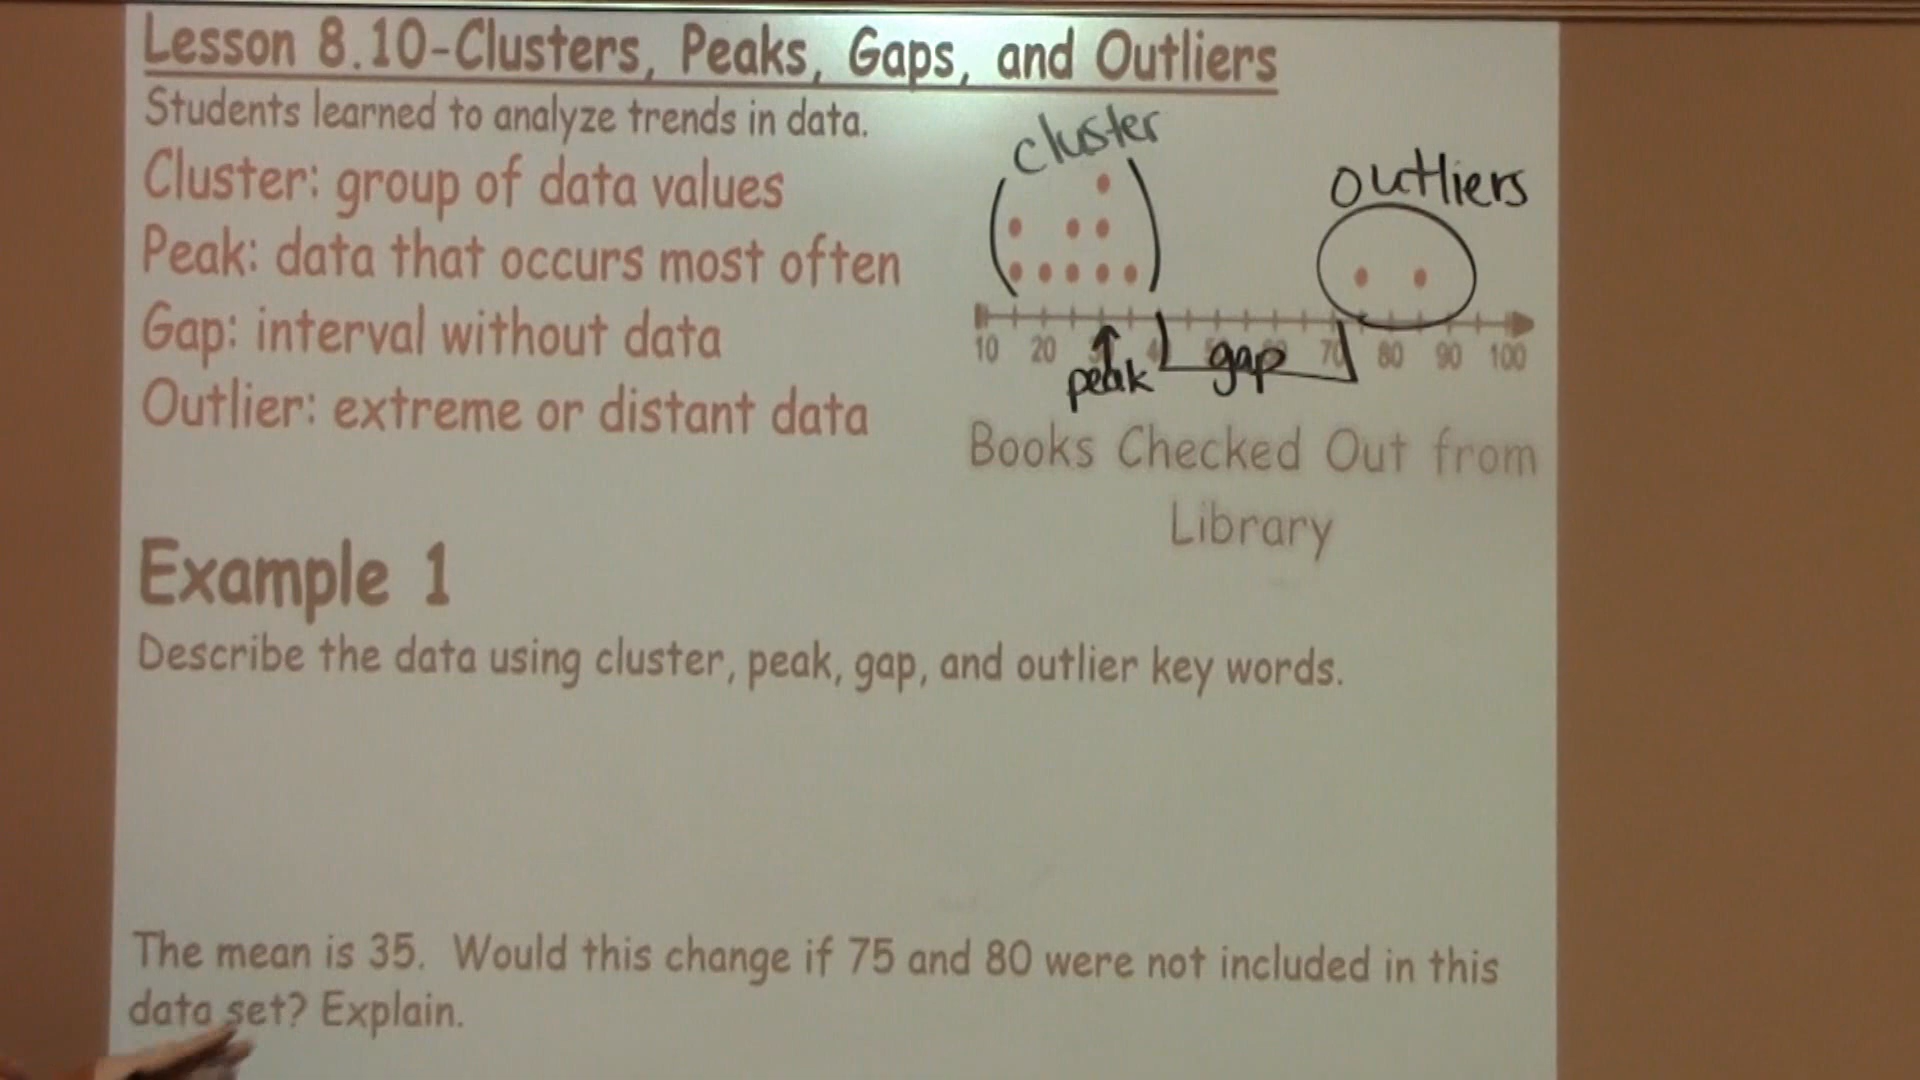 Lesson 8.10-Clusters, Peaks, Gaps, and Outliers
Students learned to analyze trends in data.
Cluster: group of data values
Peak: data that occurs most often
Gap: interval without data
Outlier: extreme or distant data
cluster
outliers
10 20 70 80 90 100
peak gap
Books Checked Out from
Library
Example 1
Describe the data using cluster, peak, gap, and outlier key words.
The mean is 35. Would this change if 75 and 80 were not included in this
data set? Explain.